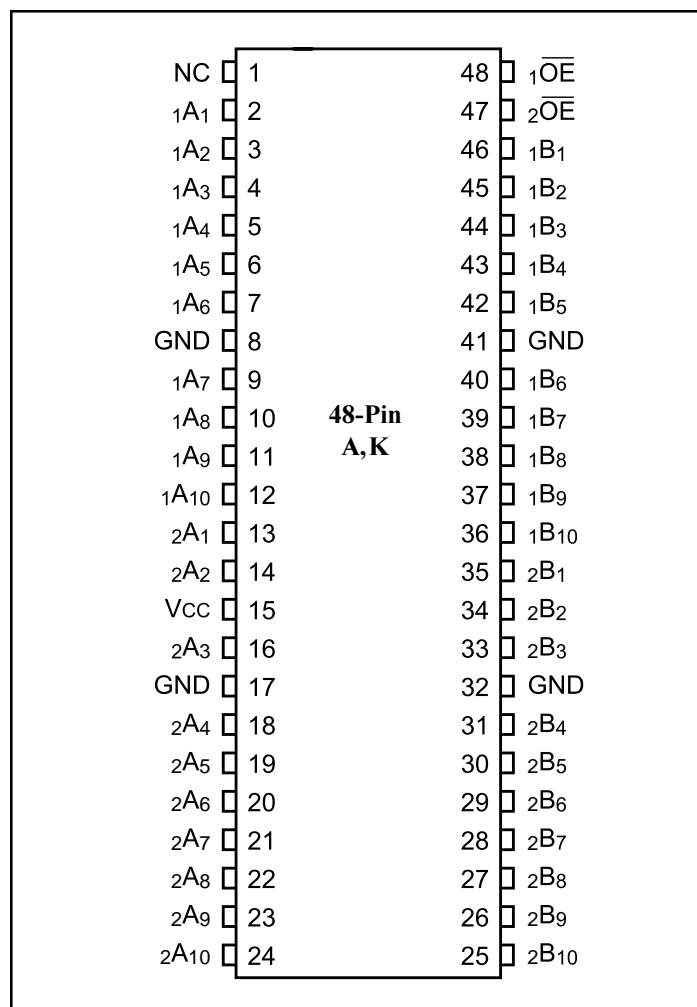 NC 1 48 1OE
1A1 2 47 2OE
1A2 3 46 1B1
1A3 4 45 1B2
1A4 5 44 1B3
1A5 6 43 1B4
1A6 7 42 1B5
GND 8 41 GND
1A7 9 40 1B6
1A8 10 39 1B7
48-Pin
1A9 11 38 1B8
A, K
1A10 12 37 1B9
2A1 13 36 1B10
2A2 14 35 2B1
VCC 15 34 2B2
2A3 16 33 2B3
GND 17 32 GND
2A4 18 31 2B4
2A5 19 30 2B5
2A6 20 29 2B6
2A7 21 28 2B7
2A8 22 27 2B8
2A9 23 26 2B9
2A10 24 25 2B10